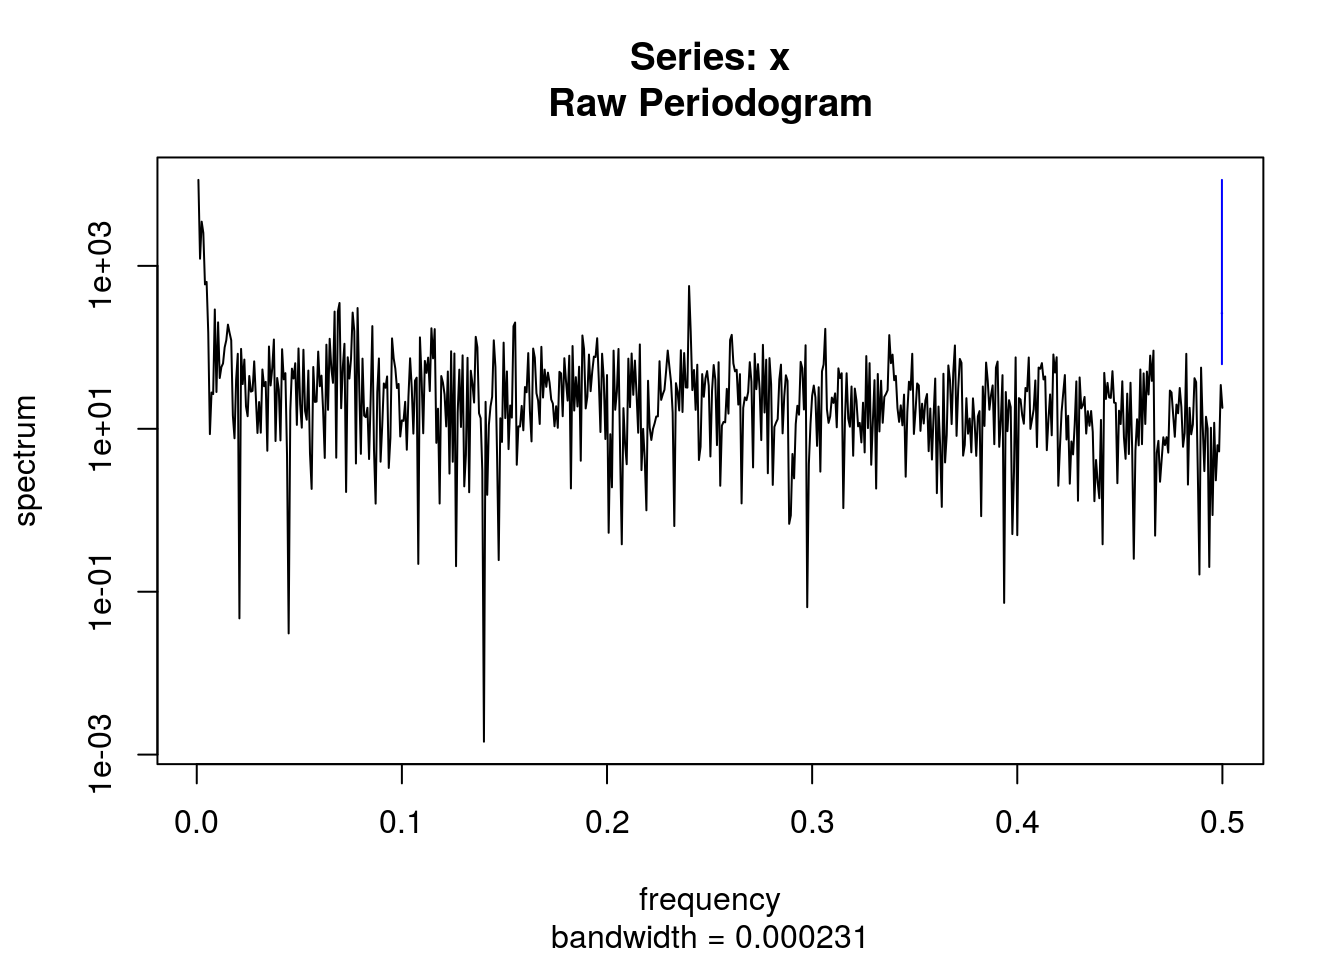 Series: x
Raw Periodogram
spectrum
1e+03
1e+01
1e-01
1e-03
0.0 0.1 0.2 0.3 0.4 0.5
frequency
bandwidth = 0.000231